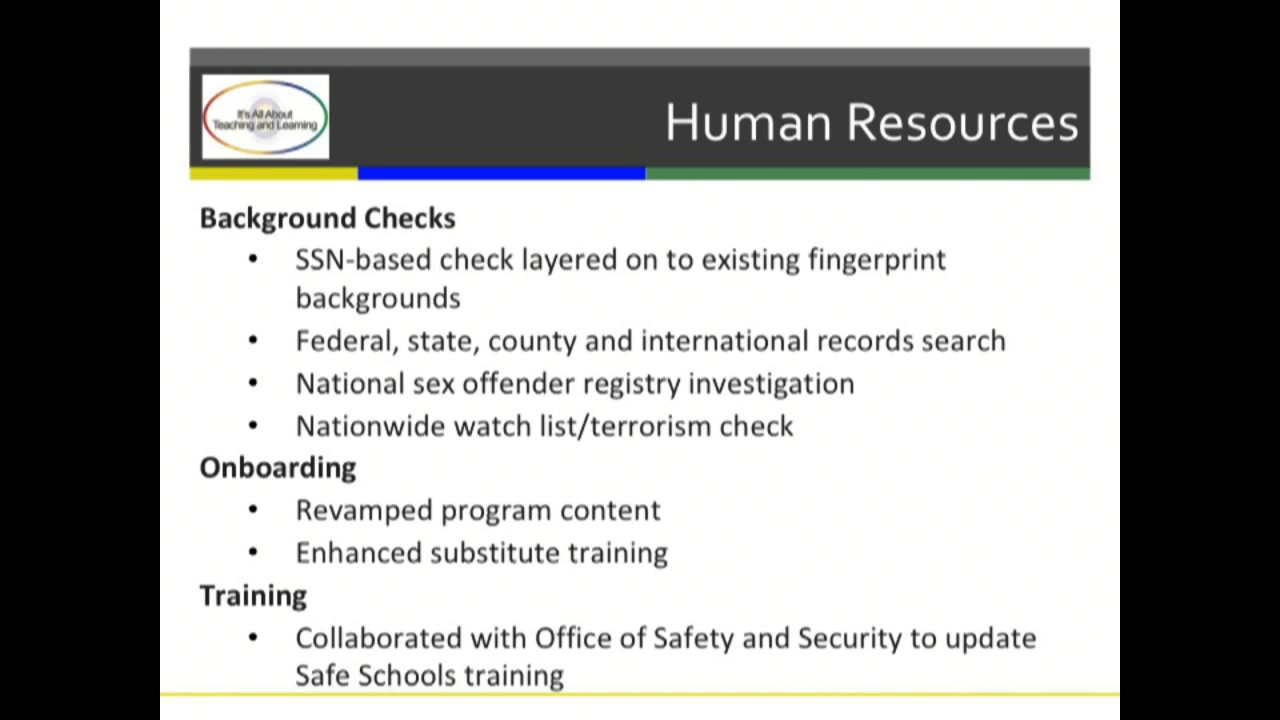 It's All About
Teaching and Learning
Human Resources
Background Checks
• SSN-based check layered on to existing fingerprint
backgrounds
• Federal, state, county and international records search
• National sex offender registry investigation
• Nationwide watch list/terrorism check
Onboarding
• Revamped program content
• Enhanced substitute training
Training
• Collaborated with Office of Safety and Security to update
Safe Schools training